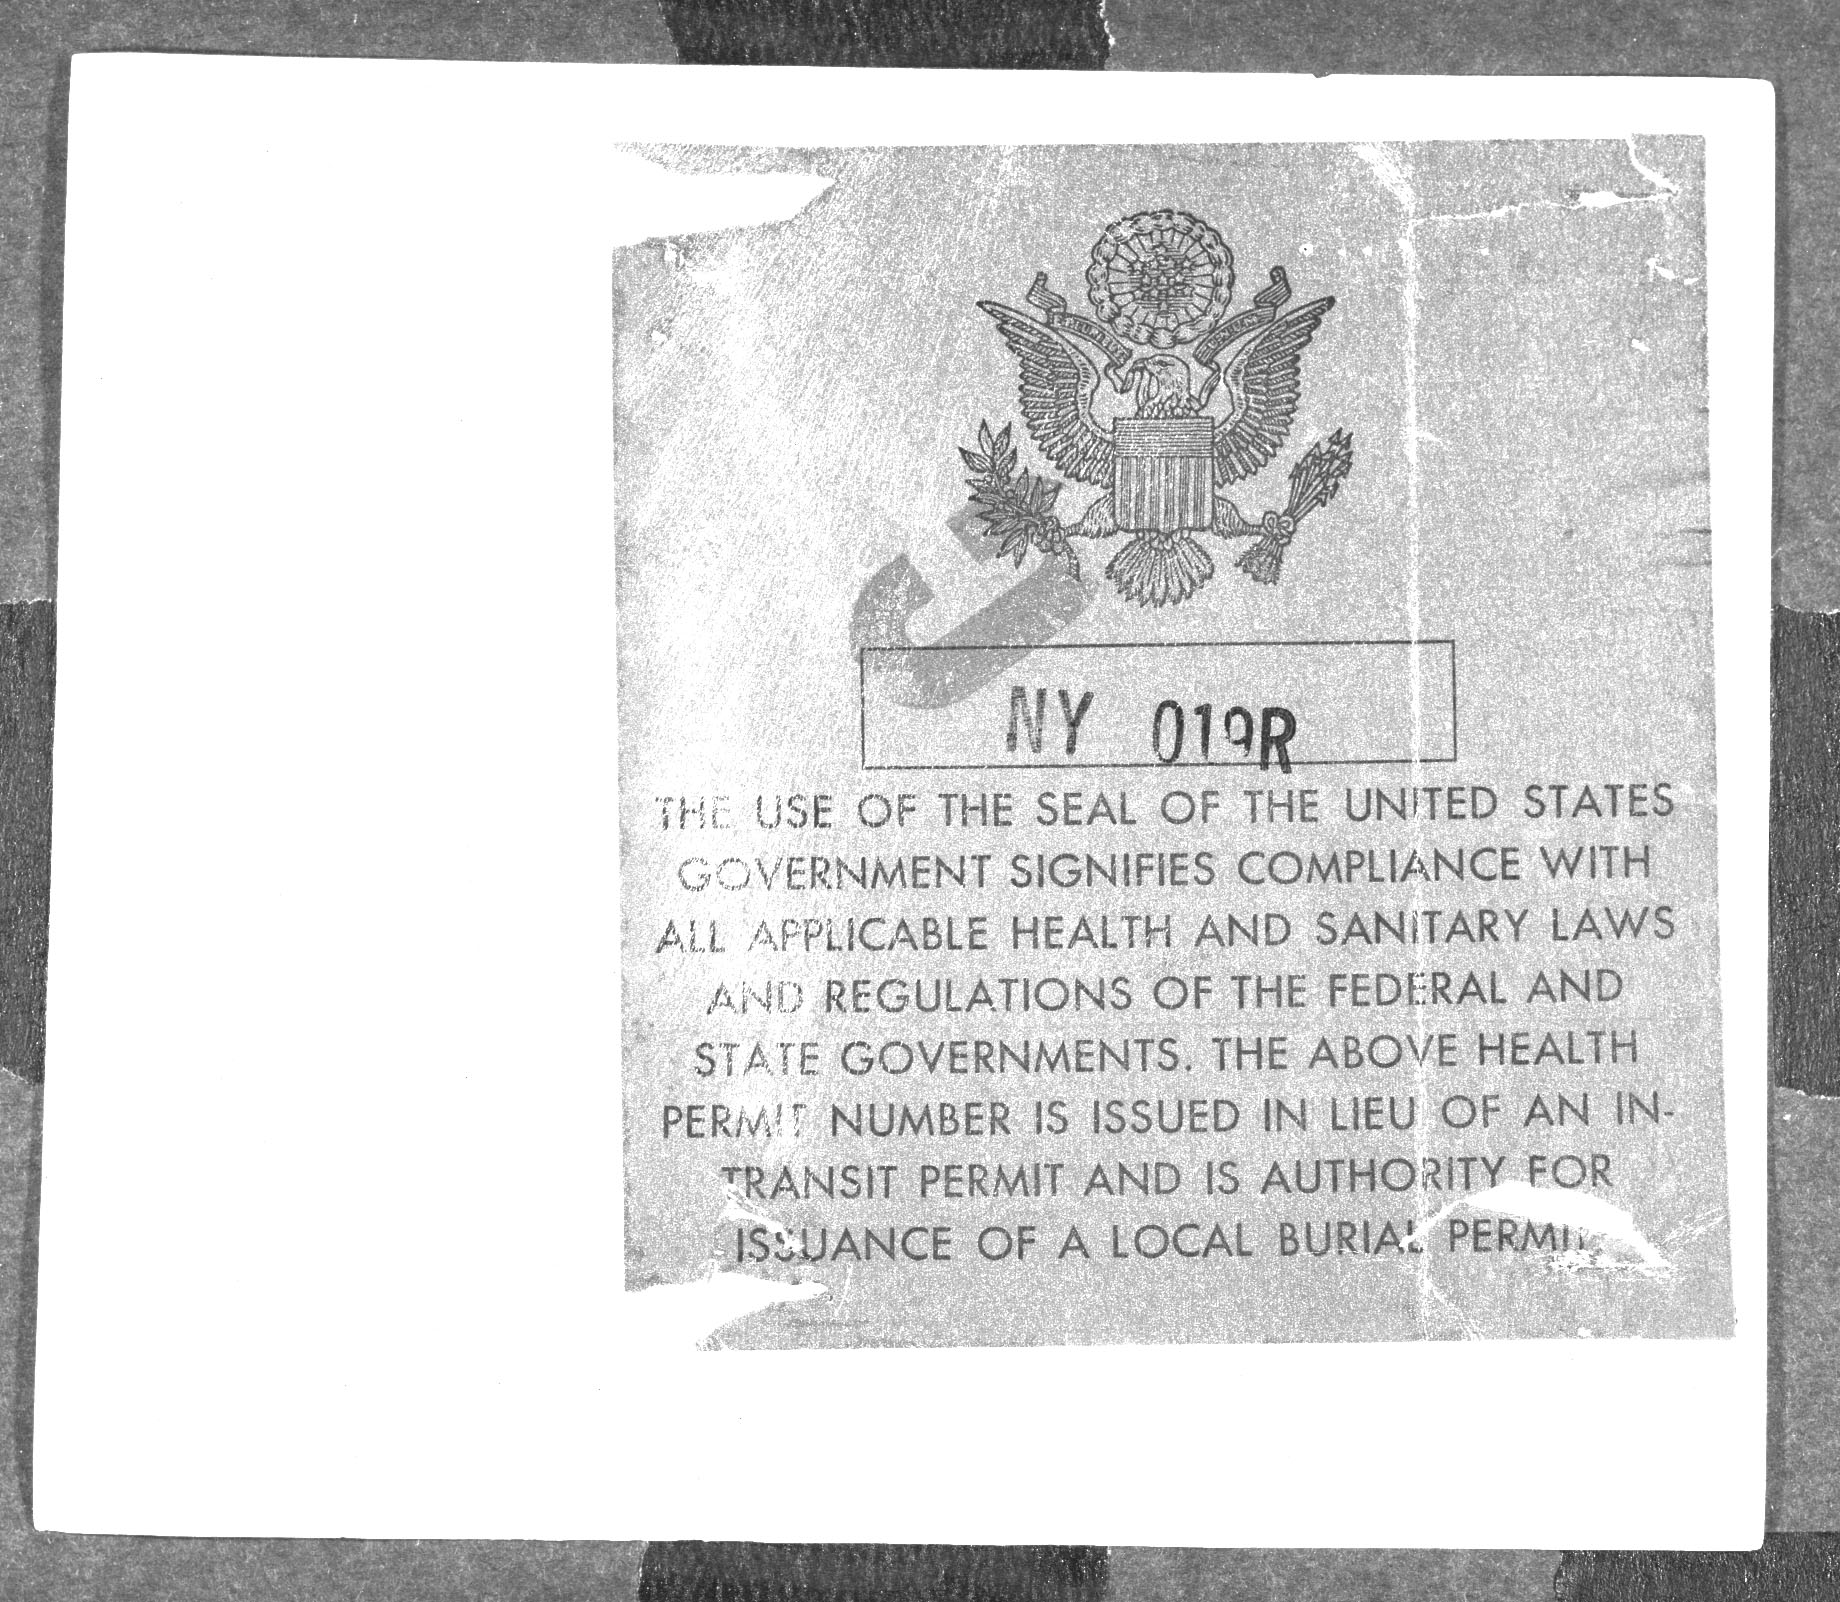 NY 019R
THE USE OF THE SEAL OF THE UNITED STATES
GOVERNMENT SIGNIFIES COMPLIANCE WITH
ALL APPLICABLE HEALTH AND SANITARY LAWS
AND REGULATIONS OF THE FEDERAL AND
STATE GOVERNMENTS. THE ABOVE HEALTH
PERMIT NUMBER IS ISSUED IN LIEU OF AN IN-
TRANSIT PERMIT AND IS AUTHORITY FOR
ISSUANCE OF A LOCAL BURIAL PERMIT.